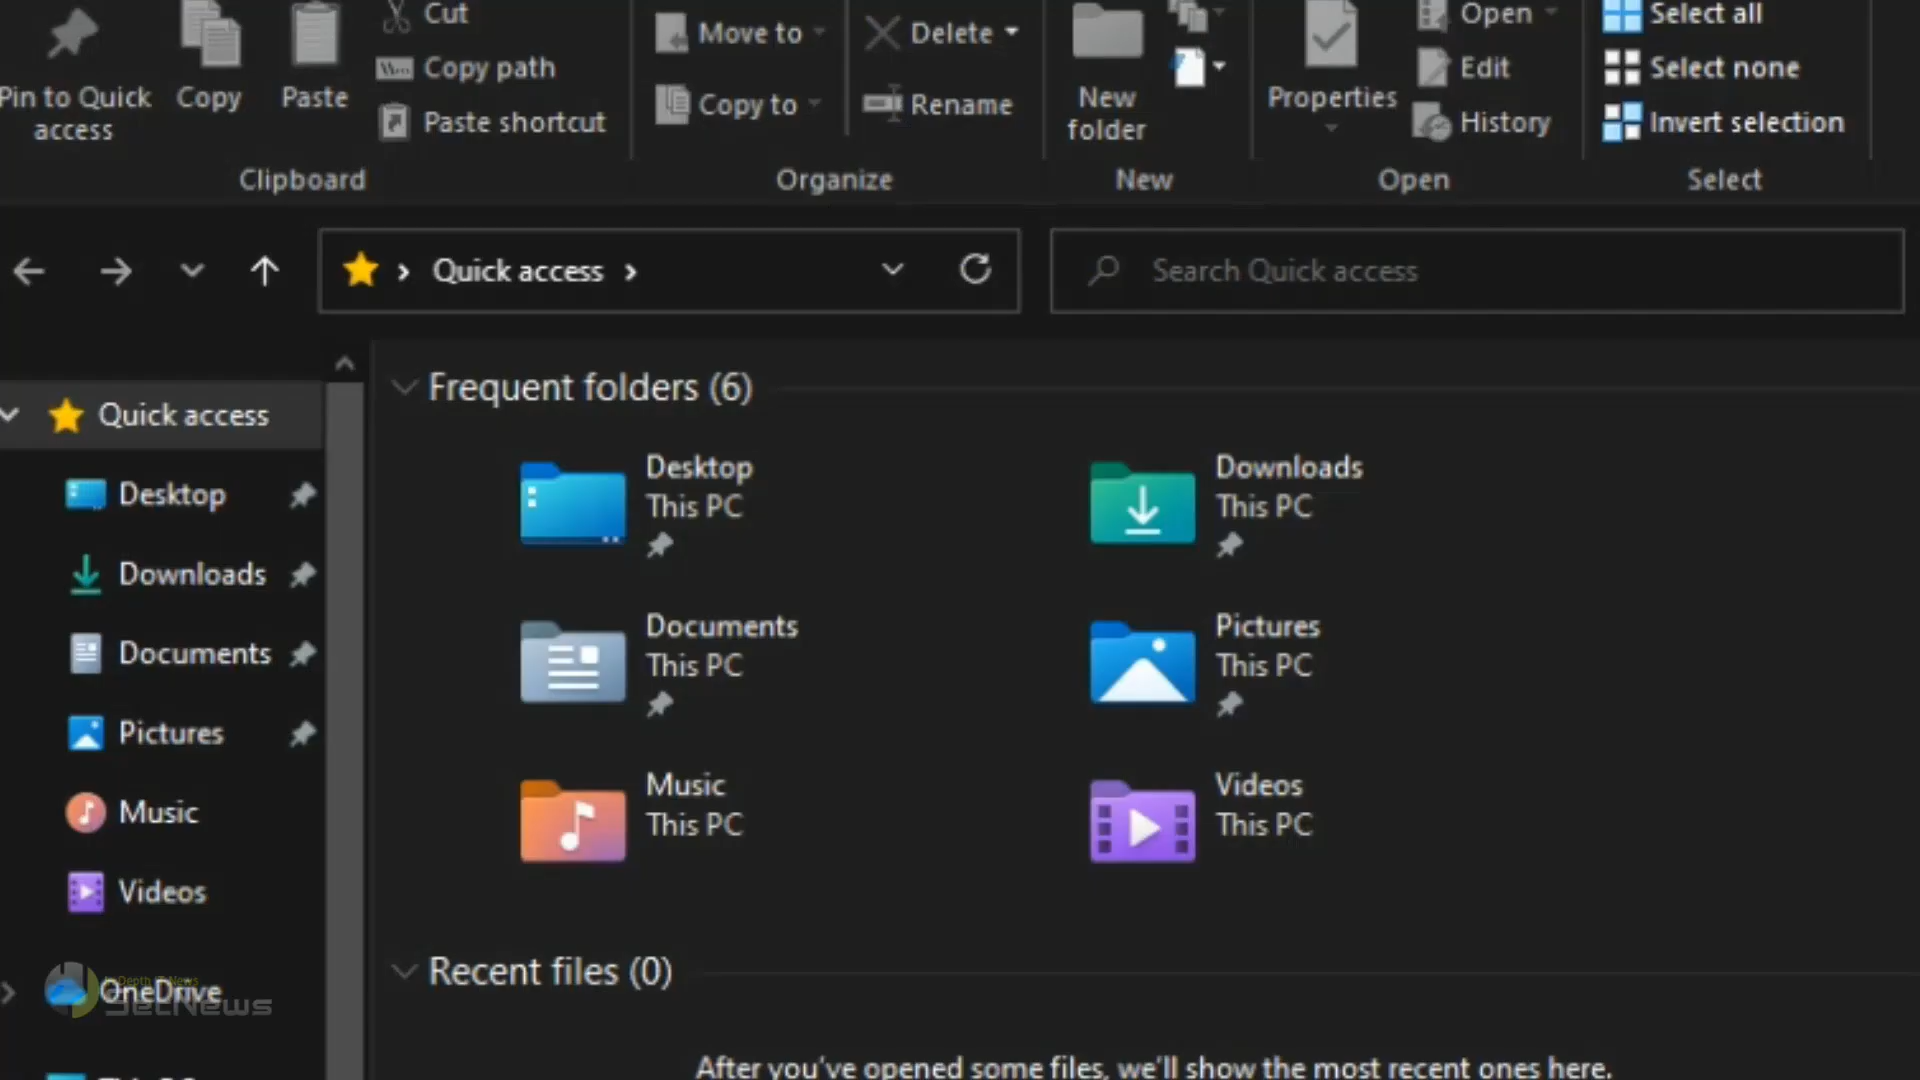 Cut
Copy path
Paste shortcut
Pin to Quick
access
Copy
Paste
Clipboard
Move to
Copy to
Delete
Rename
Organize
New
folder
New
Properties
Open
Edit
History
Open
Select all
Select none
Invert selection
Select
Quick access
Search Quick access
Quick access
Desktop
Downloads
Documents
Pictures
Music
Videos
OneDrive
InDepth IT News
GetNews
Frequent folders (6)
Desktop
This PC
Downloads
This PC
Documents
This PC
Pictures
This PC
Music
This PC
Videos
This PC
Recent files (0)
After you've opened some files, we'll show the most recent ones here.